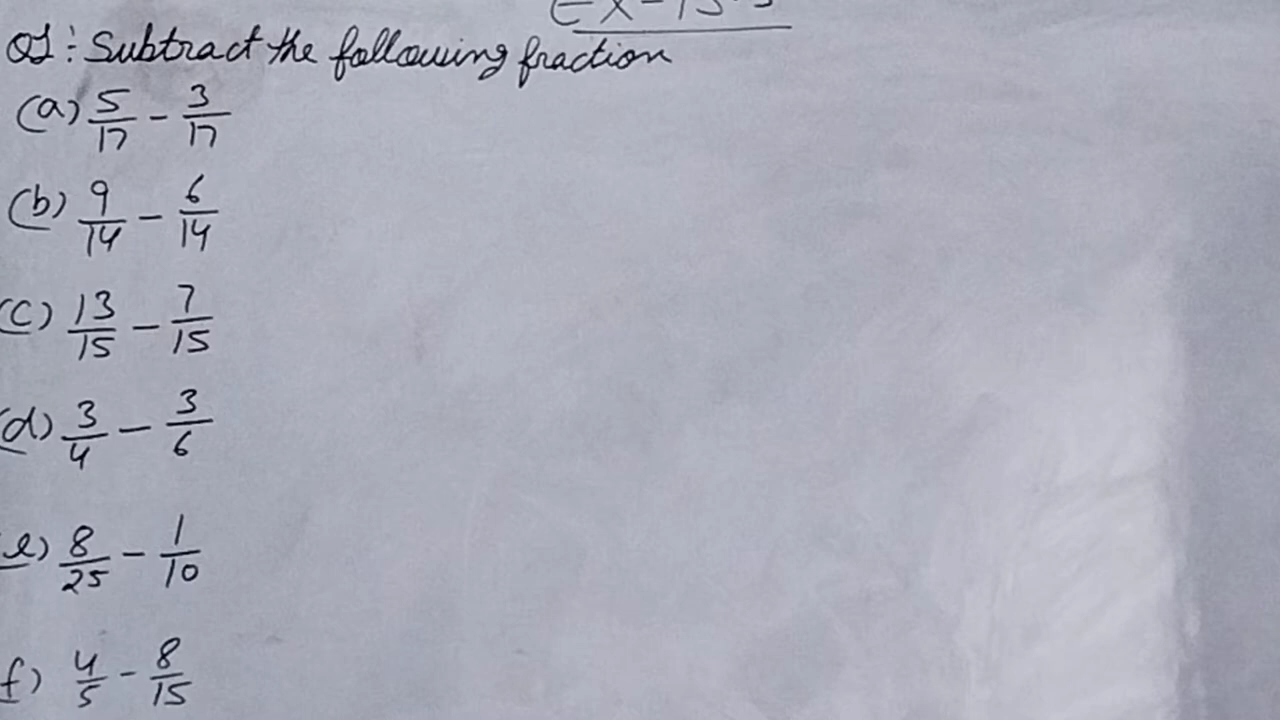 Q1: Subtract the following fraction
(a) 5/17 - 3/17
(b) 9/14 - 6/14
(c) 13/15 - 7/15
(d) 3/4 - 3/6
e) 8/25 - 1/10
f) 4/5 - 8/15